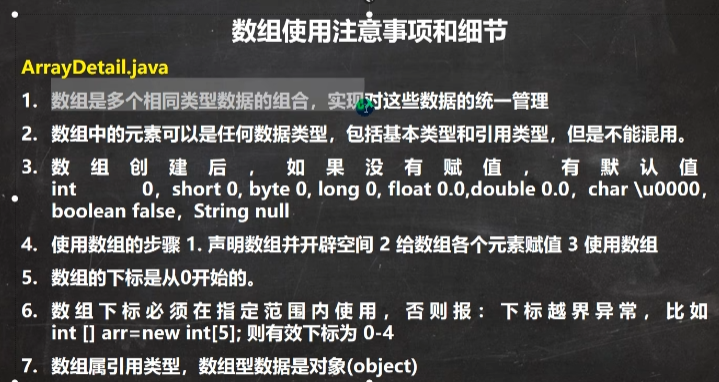 数组使用注意事项和细节
ArrayDetail.java
1. 数组是多个相同类型数据的组合，实现对这些数据的统一管理
2. 数组中的元素可以是任何数据类型，包括基本类型和引用类型，但是不能混用。
3. 数组创建后，如果没有赋值，有默认值
int 0，short 0, byte 0, long 0, float 0.0,double 0.0，char \u0000，
boolean false，String null
4. 使用数组的步骤 1. 声明数组并开辟空间 2 给数组各个元素赋值 3 使用数组
5. 数组的下标是从0开始的。
6. 数组下标必须在指定范围内使用，否则报：下标越界异常，比如
int [] arr=new int[5]; 则有效下标为 0-4
7. 数组属引用类型，数组型数据是对象(object)